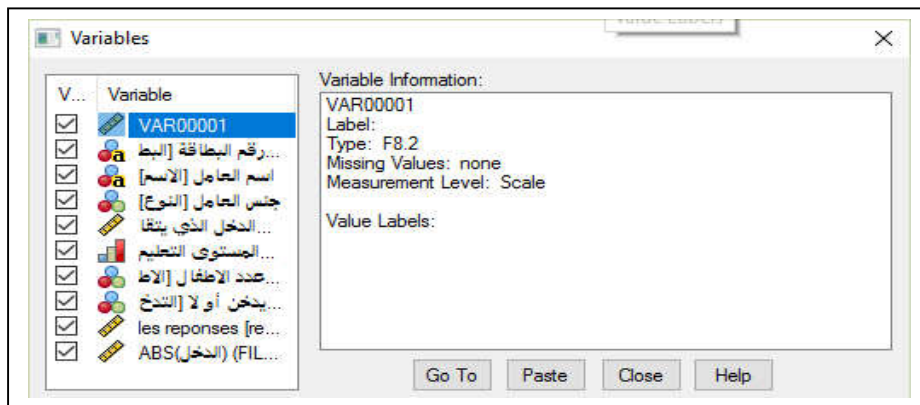 Value Labels
Variables
V... Variable
VAR00001
رقم البطاقة [البط...
اسم العامل [الاسم]
جنس العامل [النوع]
الدخل الذي يتقا...
المستوى التعليم...
عدد الاطفال [الاط...
يدخن أو لا [التدخ...
les reponses [re...
ABS(الدخل) (FIL...
Variable Information:
VAR00001
Label:
Type: F8.2
Missing Values: none
Measurement Level: Scale
Value Labels:
Go To Paste Close Help